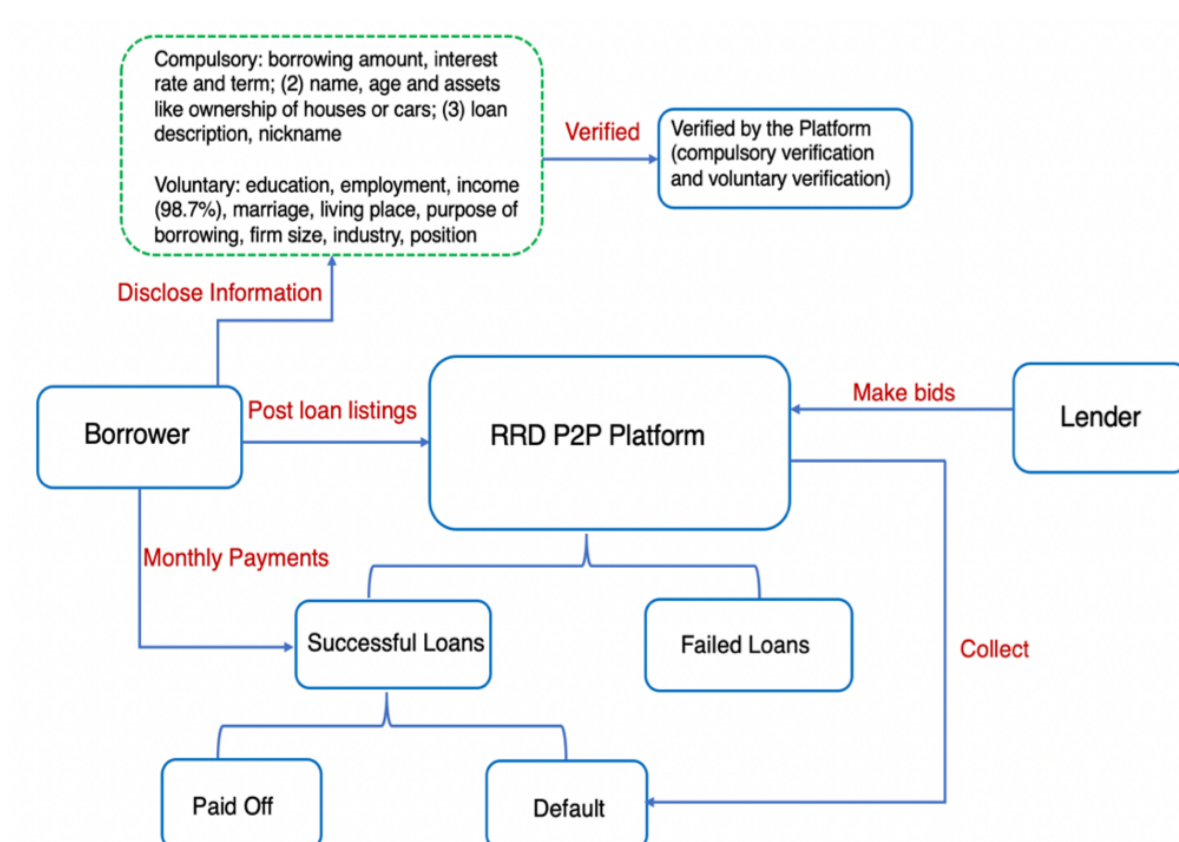 Compulsory: borrowing amount, interest
rate and term; (2) name, age and assets
like ownership of houses or cars; (3) loan
description, nickname
Voluntary: education, employment, income
(98.7%), marriage, living place, purpose of
borrowing, firm size, industry, position
Verified
Verified by the Platform
(compulsory verification
and voluntary verification)
Disclose Information
Borrower
Post loan listings
RRD P2P Platform
Make bids
Lender
Monthly Payments
Successful Loans
Failed Loans
Collect
Paid Off
Default